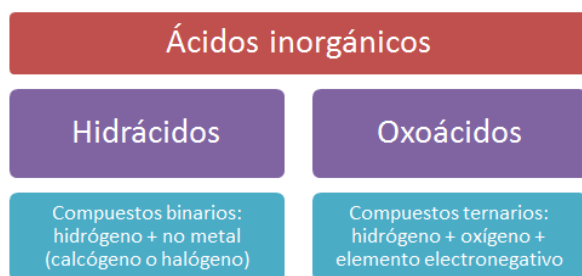 Ácidos inorgánicos
Hidrácidos
Oxoácidos
Compuestos binarios:
hidrógeno + no metal
(calcógeno o halógeno)
Compuestos ternarios:
hidrógeno + oxígeno +
elemento electronegativo